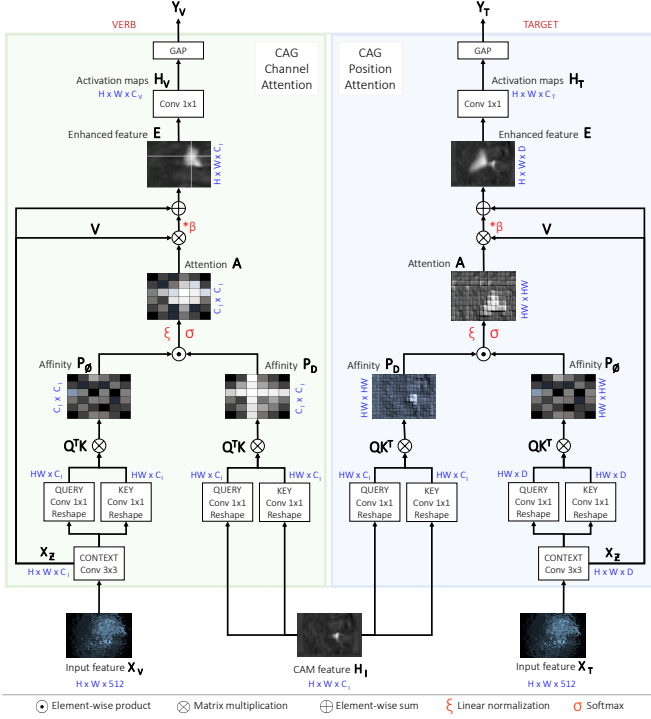 Y_V
Y_T
VERB
TARGET
GAP
CAG
Channel
Attention
CAG
Position
Attention
GAP
Activation maps H_V
H x W x C_V
Conv 1x1
Activation maps H_T
H x W x C_T
Conv 1x1
Enhanced feature E
H x W x C_I
Enhanced feature E
H x W x D
*β
V
*β
V
Attention A
C_I x C_I
Attention A
HW x HW
ξ σ
ξ σ
Affinity P_Ø
C_I x C_I
Affinity P_D
C_I x C_I
Affinity P_D
HW x HW
Affinity P_Ø
HW x HW
QᵀK
QᵀK
QKᵀ
QKᵀ
HW x C_I
HW x C_I
HW x C_I
HW x C_I
HW x C_I
HW x C_I
HW x D
HW x D
QUERY
Conv 1x1
Reshape
KEY
Conv 1x1
Reshape
QUERY
Conv 1x1
Reshape
KEY
Conv 1x1
Reshape
QUERY
Conv 1x1
Reshape
KEY
Conv 1x1
Reshape
QUERY
Conv 1x1
Reshape
KEY
Conv 1x1
Reshape
X_Z
H x W x C_I
CONTEXT
Conv 3x3
CONTEXT
Conv 3x3
X_Z
H x W x D
Input feature X_V
H x W x 512
CAM feature H_I
H x W x C_I
Input feature X_T
H x W x 512
Element-wise product
Matrix multiplication
Element-wise sum
ξ Linear normalization
σ Softmax